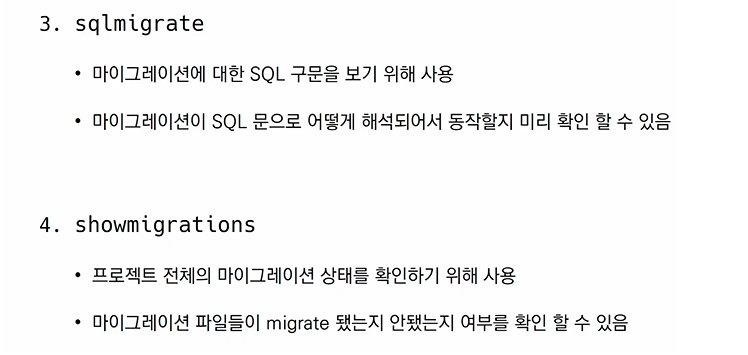 3. sqlmigrate
• 마이그레이션에 대한 SQL 구문을 보기 위해 사용
• 마이그레이션이 SQL 문으로 어떻게 해석되어서 동작할지 미리 확인 할 수 있음
4. showmigrations
• 프로젝트 전체의 마이그레이션 상태를 확인하기 위해 사용
• 마이그레이션 파일들이 migrate 됐는지 안됐는지 여부를 확인 할 수 있음